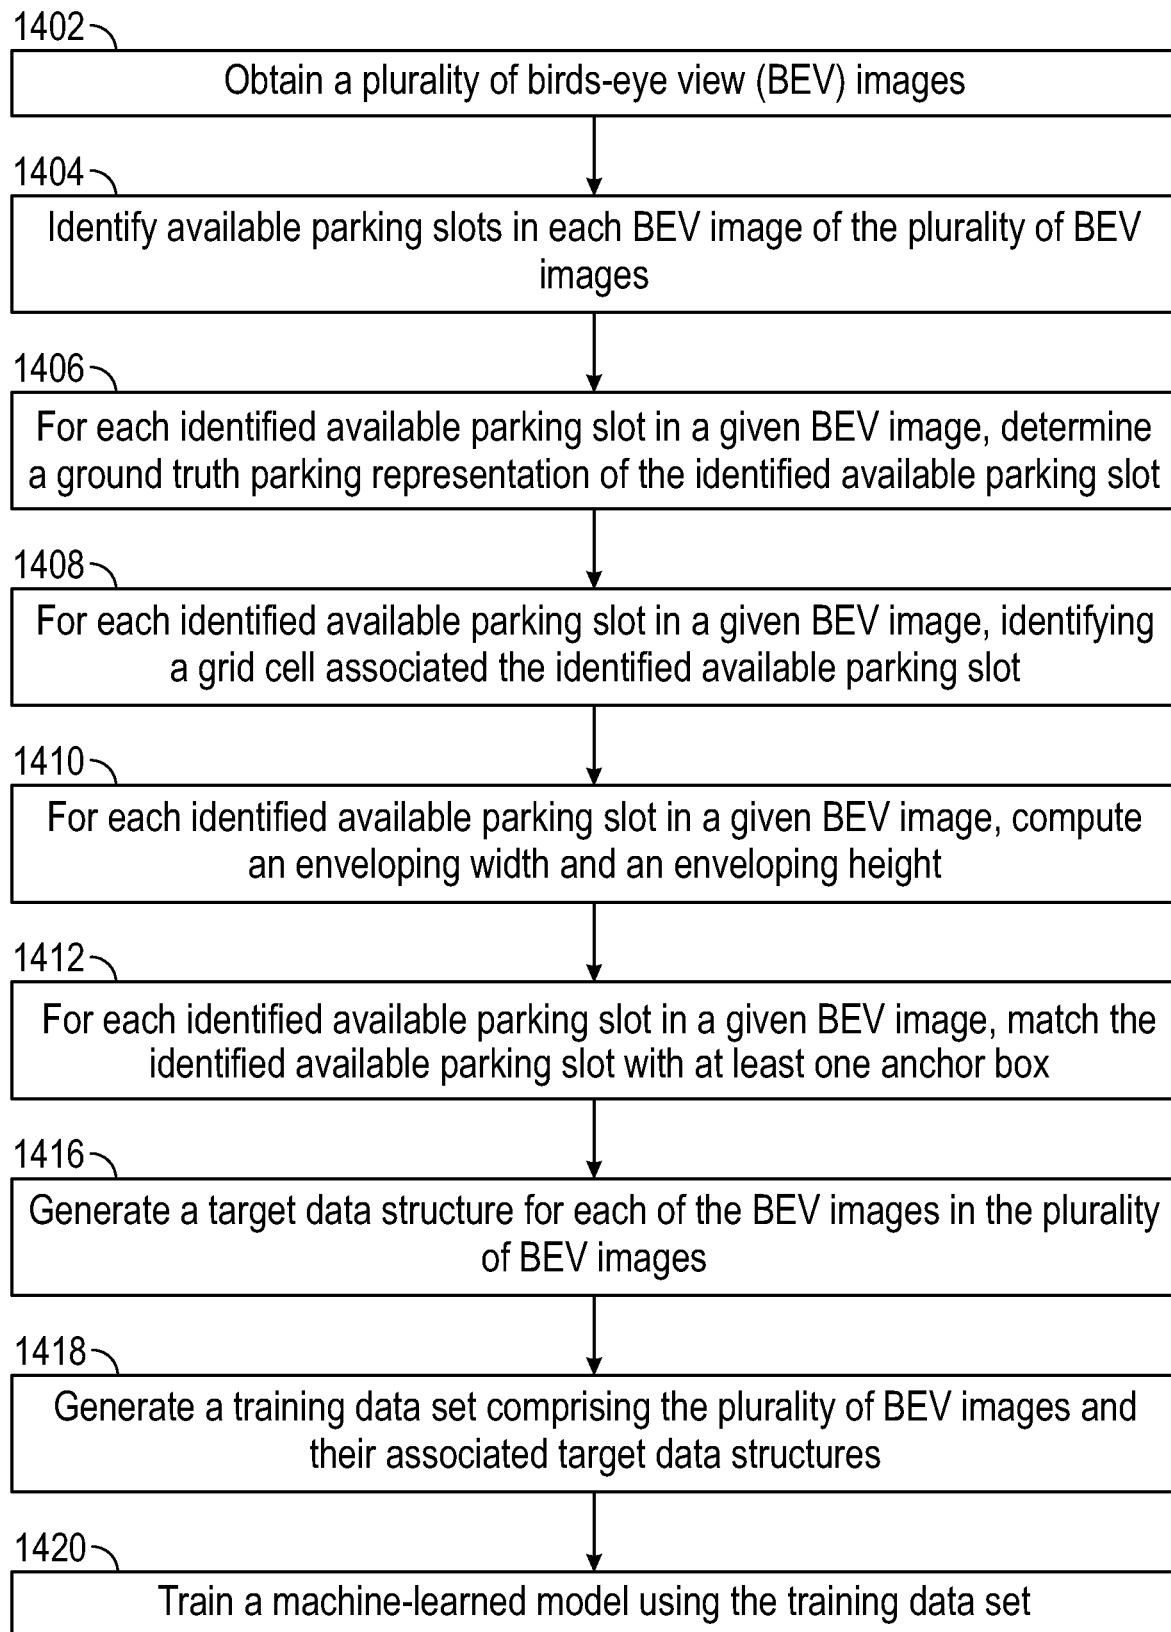 1402
Obtain a plurality of birds-eye view (BEV) images
1404
Identify available parking slots in each BEV image of the plurality of BEV
images
1406
For each identified available parking slot in a given BEV image, determine
a ground truth parking representation of the identified available parking slot
1408
For each identified available parking slot in a given BEV image, identifying
a grid cell associated the identified available parking slot
1410
For each identified available parking slot in a given BEV image, compute
an enveloping width and an enveloping height
1412
For each identified available parking slot in a given BEV image, match the
identified available parking slot with at least one anchor box
1416
Generate a target data structure for each of the BEV images in the plurality
of BEV images
1418
Generate a training data set comprising the plurality of BEV images and
their associated target data structures
1420
Train a machine-learned model using the training data set